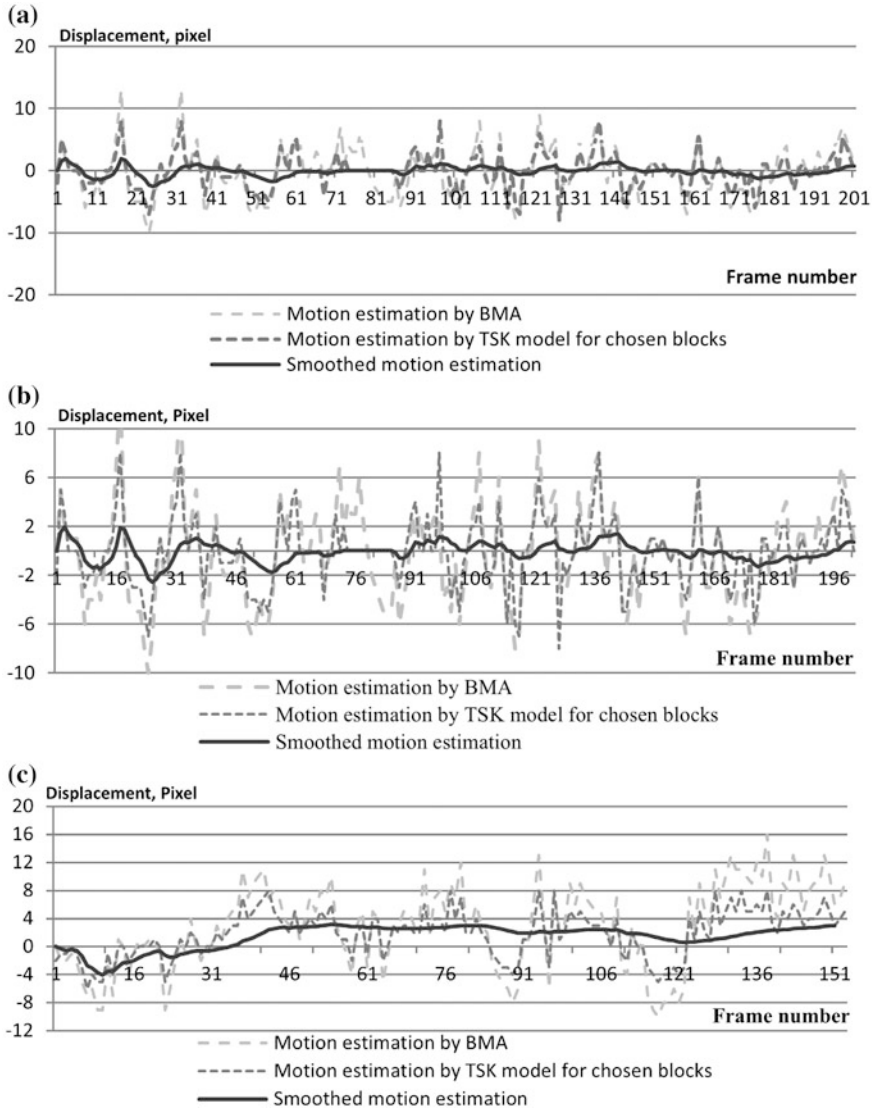 (a)
Displacement, pixel
20
10
0
-10
-20
1 11 21 31 41 51 61 71 81 91 101 111 121 131 141 151 161 171 181 191 201
Frame number
Motion estimation by BMA
Motion estimation by TSK model for chosen blocks
Smoothed motion estimation
(b)
Displacement, Pixel
10
6
2
-2
-6
-10
1 16 31 46 61 76 91 106 121 136 151 166 181 196
Frame number
Motion estimation by BMA
Motion estimation by TSK model for chosen blocks
Smoothed motion estimation
(c)
Displacement, Pixel
20
16
12
8
4
0
-4
-8
-12
1 16 31 46 61 76 91 106 121 136 151
Frame number
Motion estimation by BMA
Motion estimation by TSK model for chosen blocks
Smoothed motion estimation